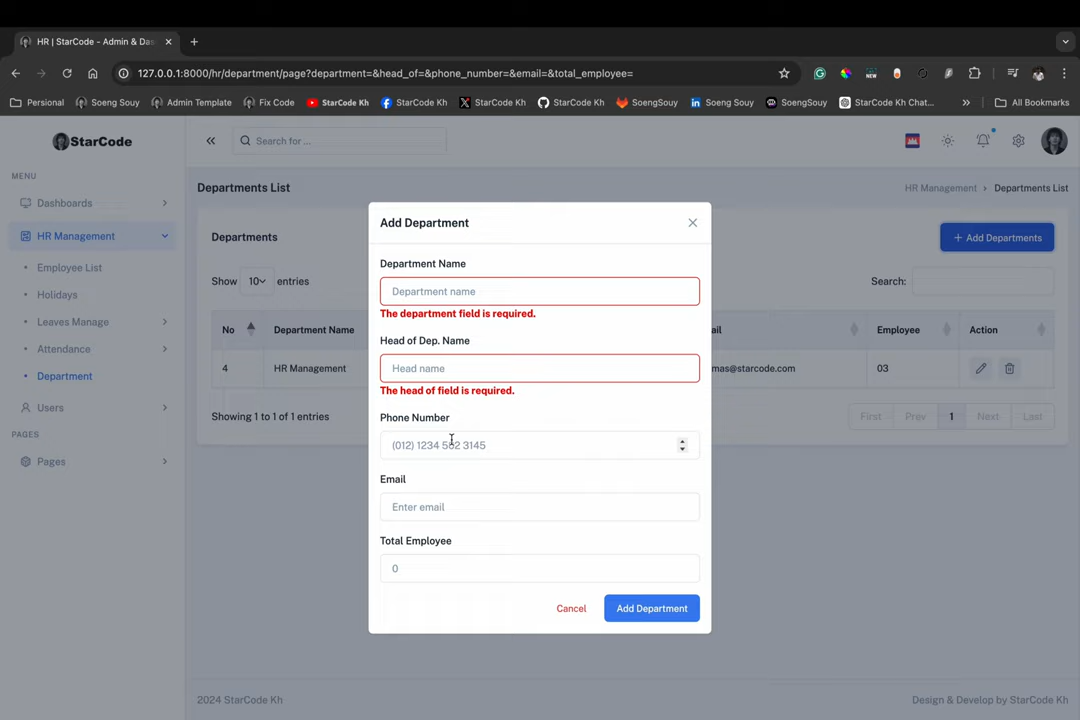 HR | StarCode - Admin & Das
127.0.0.1:8000/hr/department/page?department=&head_of=&phone_number=&email=&total_employee=
NEW
Personal
Soeng Souy
Admin Template
Fix Code
StarCode Kh
StarCode Kh
StarCode Kh
StarCode Kh
SoengSouy
Soeng Souy
SoengSouy
StarCode Kh Chat...
All Bookmarks
StarCode
Search for ...
MENU
Dashboards
HR Management
Employee List
Holidays
Leaves Manage
Attendance
Department
Users
PAGES
Pages
Departments List
HR Management
Departments List
Departments
Add Departments
Show 10 entries
Search:
No
Department Name
ail
Employee
Action
4
HR Management
mas@starcode.com
03
Showing 1 to 1 of 1 entries
First
Prev
1
Next
Last
Add Department
Department Name
Department name
The department field is required.
Head of Dep. Name
Head name
The head of field is required.
Phone Number
(012) 1234 562 3145
Email
Enter email
Total Employee
0
Cancel
Add Department
2024 StarCode Kh
Design & Develop by StarCode Kh